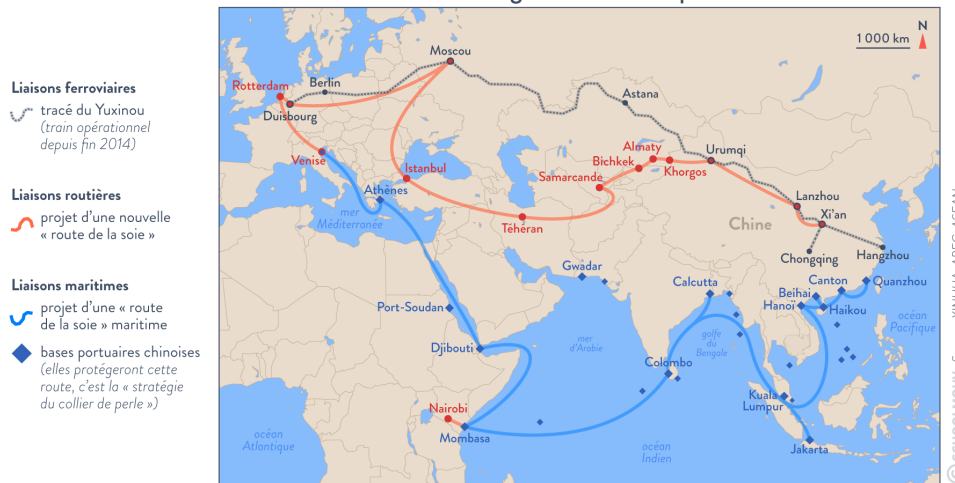 N
1 000 km
Liaisons ferroviaires
tracé du Yuxinou
(train opérationnel
depuis fin 2014)
Liaisons routières
projet d'une nouvelle
« route de la soie »
Liaisons maritimes
projet d'une « route
de la soie » maritime
bases portuaires chinoises
(elles protégeront cette
route, c'est la « stratégie
du collier de perle »)
Moscou
Rotterdam
Berlin
Duisbourg
Astana
Venise
Istanbul
Almaty
Bichkek
Urumqi
Khorgos
Samarcande
Athènes
mer
Méditerranée
Téhéran
Lanzhou
Xi'an
Chine
Chongqing
Hangzhou
Gwadar
Calcutta
Canton
Quanzhou
Beihai
Hanoï
Haikou
Port-Soudan
océan
Pacifique
Djibouti
mer
d'Arabie
golfe
du
Bengale
Colombo
Kuala
Lumpur
Nairobi
Mombasa
océan
Atlantique
océan
Indien
Jakarta